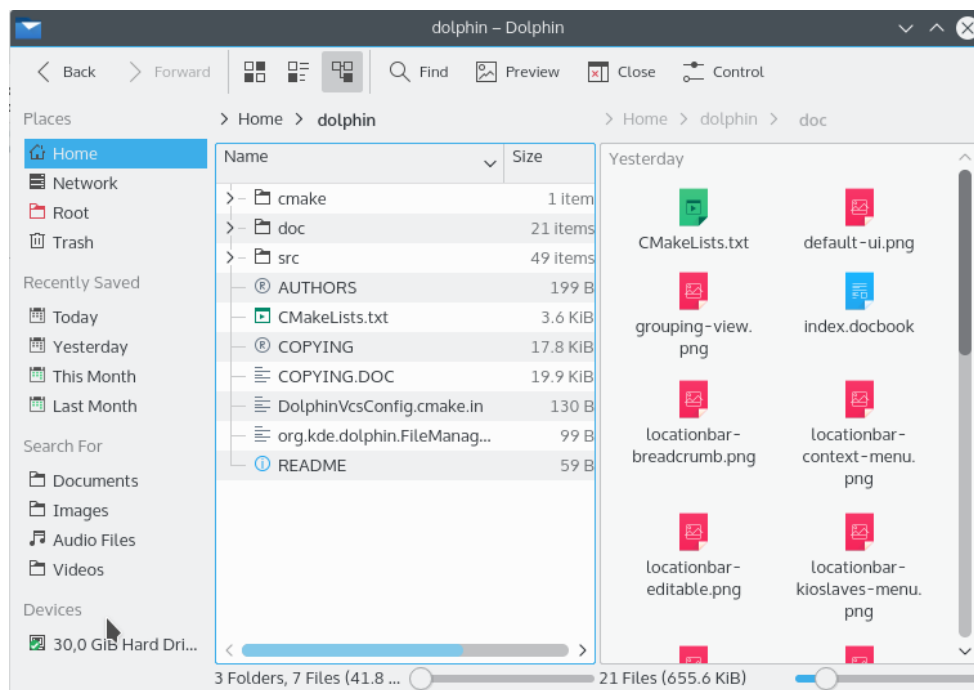 dolphin – Dolphin
Back Forward Find Preview Close Control
Places
Home
Network
Root
Trash
Recently Saved
Today
Yesterday
This Month
Last Month
Search For
Documents
Images
Audio Files
Videos
Devices
30,0 GiB Hard Dri...
Home dolphin
Name Size
cmake 1 item
doc 21 items
src 49 items
AUTHORS 199 B
CMakeLists.txt 3.6 KiB
COPYING 17.8 KiB
COPYING.DOC 19.9 KiB
DolphinVcsConfig.cmake.in 130 B
org.kde.dolphin.FileManag... 99 B
README 59 B
3 Folders, 7 Files (41.8 ...
Home dolphin doc
Yesterday
CMakeLists.txt
default-ui.png
grouping-view.
png
index.docbook
locationbar-
breadcrumb.png
locationbar-
context-menu.
png
locationbar-
editable.png
locationbar-
kioslaves-menu.
png
21 Files (655.6 KiB)